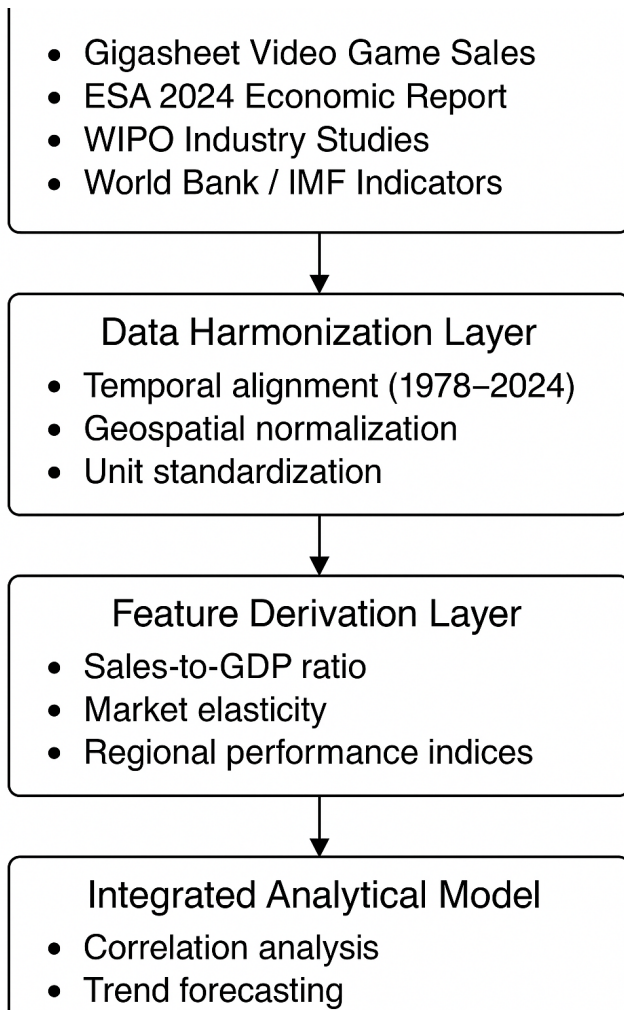 • Gigasheet Video Game Sales
• ESA 2024 Economic Report
• WIPO Industry Studies
• World Bank / IMF Indicators
Data Harmonization Layer
• Temporal alignment (1978–2024)
• Geospatial normalization
• Unit standardization
Feature Derivation Layer
• Sales-to-GDP ratio
• Market elasticity
• Regional performance indices
Integrated Analytical Model
• Correlation analysis
• Trend forecasting